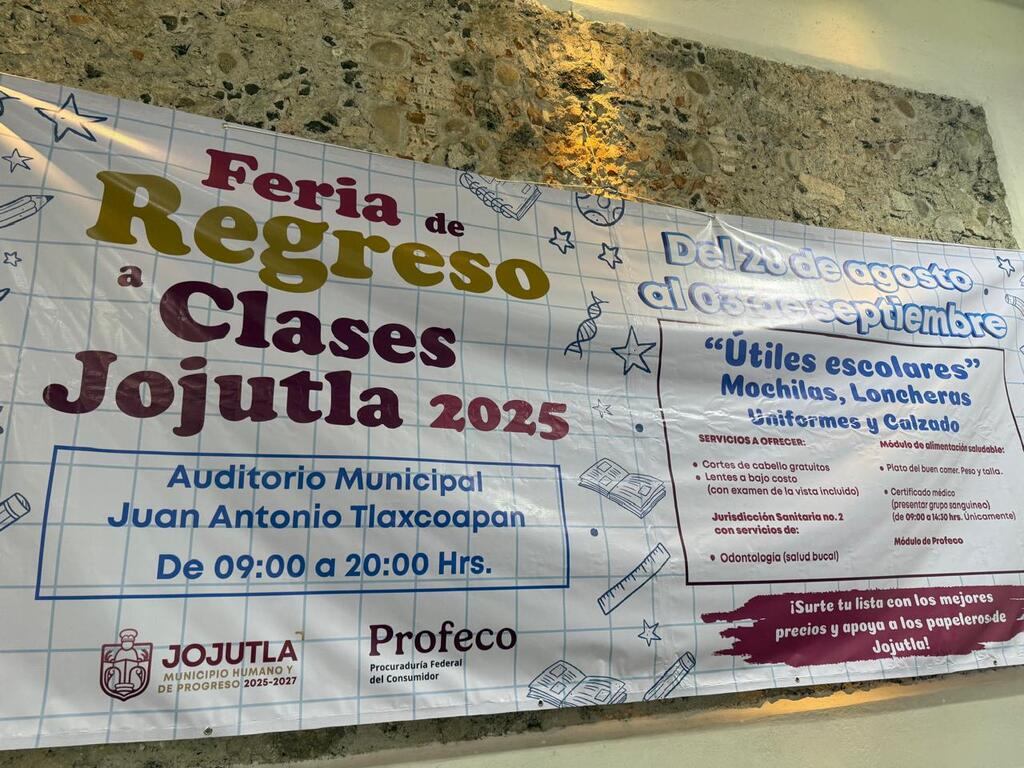 Feria de
Regreso
a Clases
Jojutla 2025
Auditorio Municipal
Juan Antonio Tlaxcoapan
De 09:00 a 20:00 Hrs.
JOJUTLA
MUNICIPIO HUMANO Y
DE PROGRESO 2025-2027
Profeco
Procuraduría Federal
del Consumidor
Del 28 de agosto
al 03 de septiembre
“Útiles escolares”
Mochilas, Loncheras
Uniformes y Calzado
SERVICIOS A OFRECER:
• Cortes de cabello gratuitos
• Lentes a bajo costo
(con examen de la vista incluido)
Jurisdicción Sanitaria no. 2
con servicios de:
• Odontología (salud bucal)
Módulo de alimentación saludable:
• Plato del buen comer. Peso y talla.
• Certificado médico
(presentar grupo sanguineo)
(de 09:00 a 14:30 hrs. Únicamente)
Módulo de Profeco
¡Surte tu lista con los mejores
precios y apoya a los papeleros de
Jojutla!